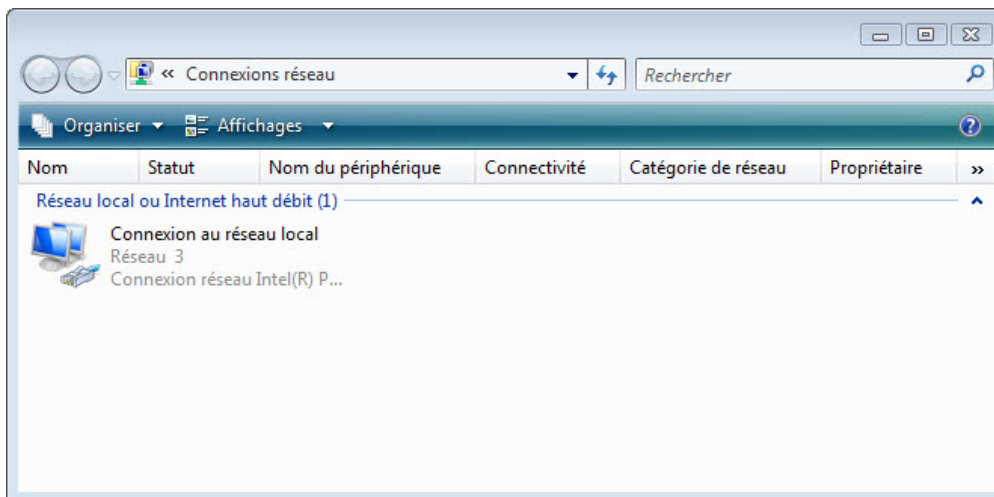 « Connexions réseau
Rechercher
Organiser Affichages
Nom Statut Nom du périphérique Connectivité Catégorie de réseau Propriétaire »
Réseau local ou Internet haut débit (1)
Connexion au réseau local
Réseau 3
Connexion réseau Intel(R) P...